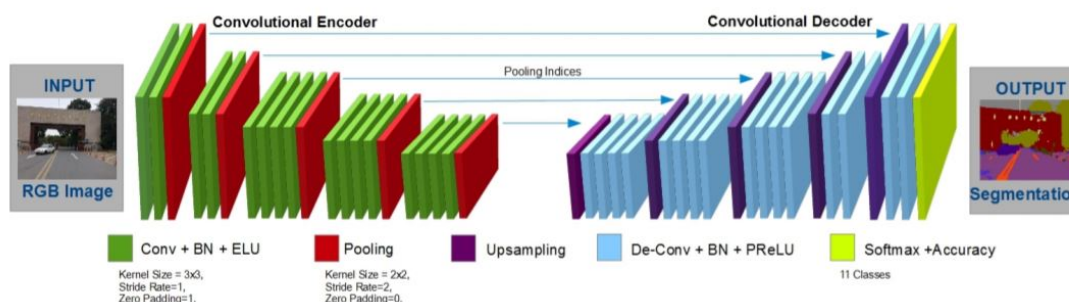 Convolutional Encoder
Convolutional Decoder
INPUT
RGB Image
Pooling Indices
OUTPUT
Segmentation
Conv + BN + ELU
Pooling
Upsampling
De-Conv + BN + PReLU
Softmax +Accuracy
Kernel Size = 3x3,
Stride Rate=1,
Zero Padding=1.
Kernel Size = 2x2,
Stride Rate=2,
Zero Padding=0.
11 Classes